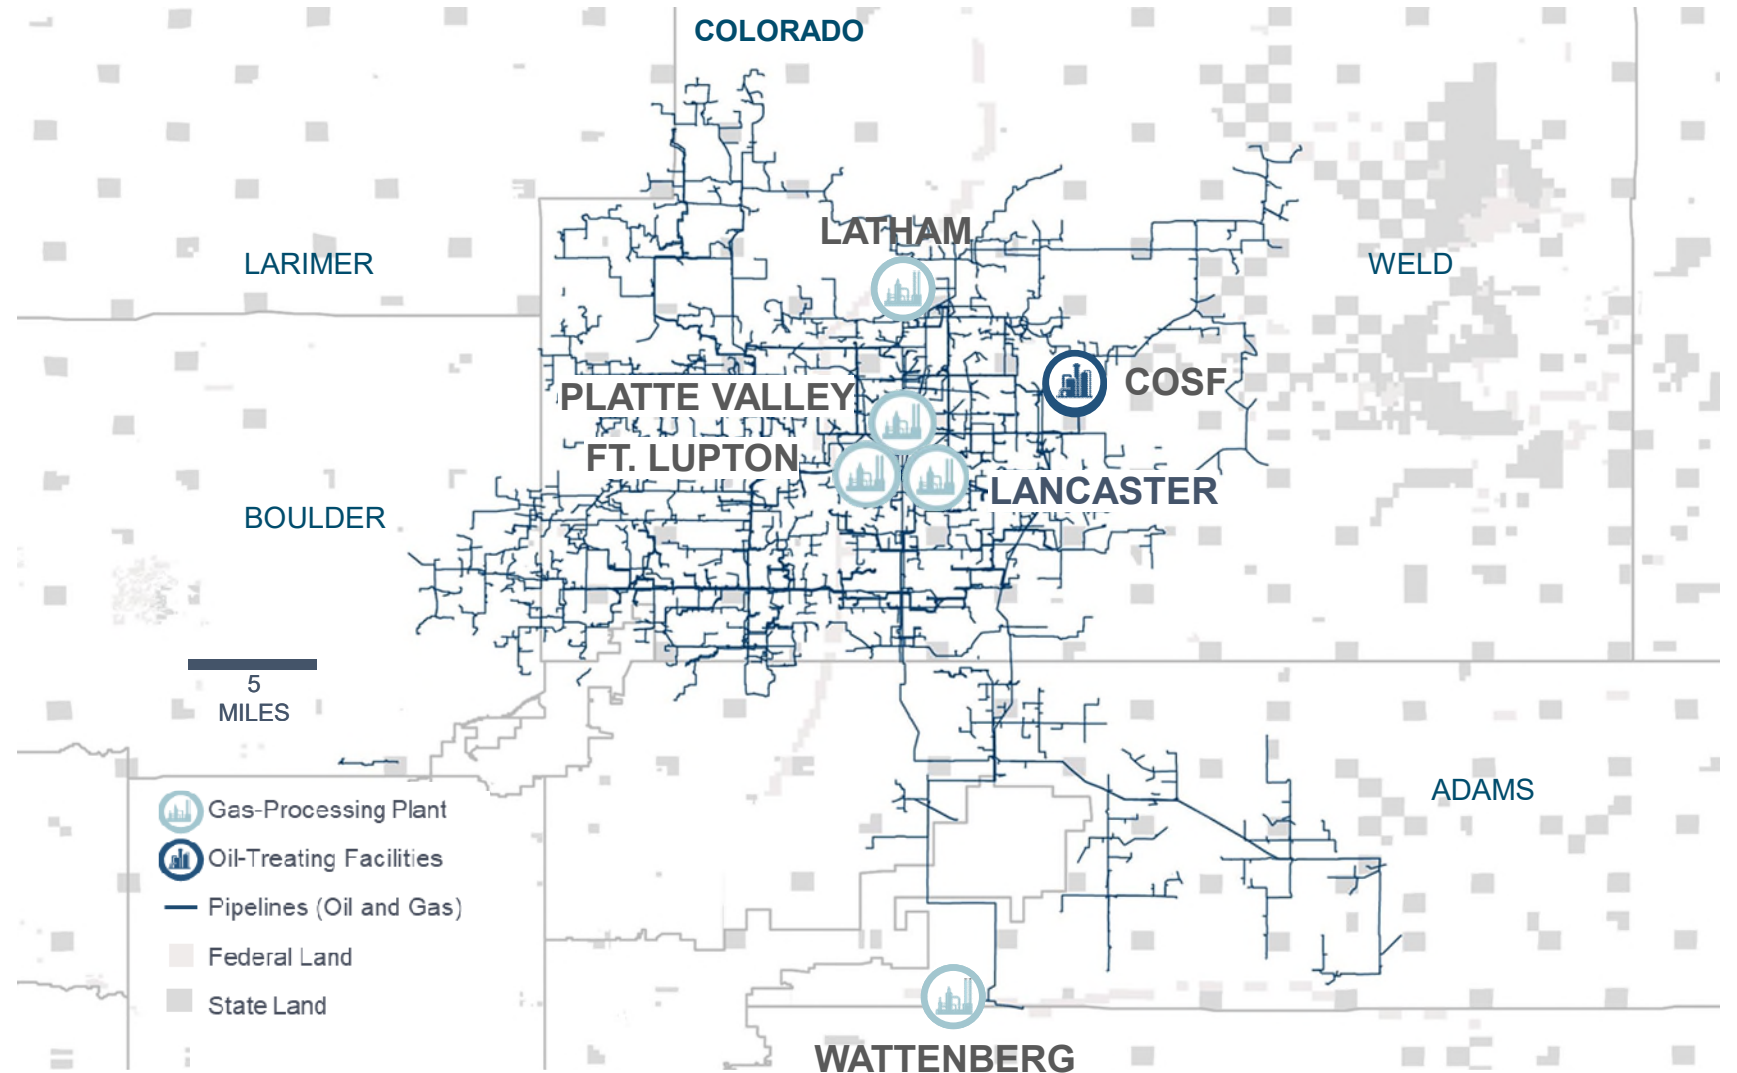 COLORADO
LATHAM
LARIMER
WELD
PLATTE VALLEY
COSF
FT. LUPTON
LANCASTER
BOULDER
5
MILES
ADAMS
Gas-Processing Plant
Oil-Treating Facilities
Pipelines (Oil and Gas)
Federal Land
State Land
WATTENBERG